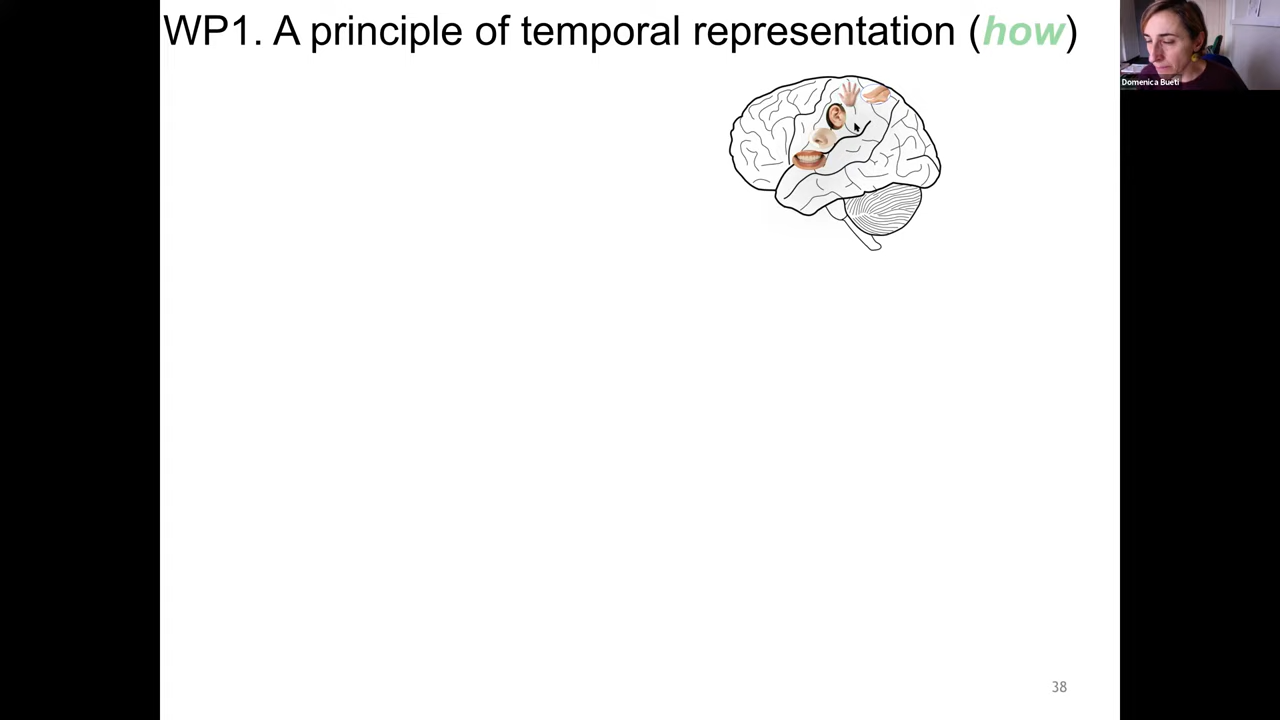 WP1. A principle of temporal representation (how)
Domenica Bueti
38